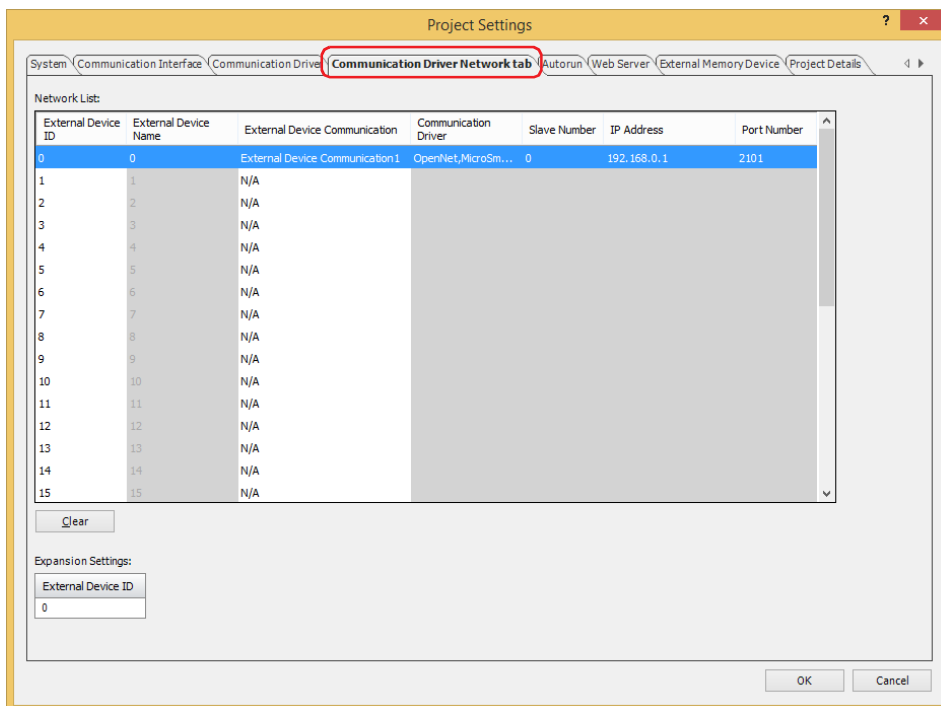 Project Settings ?
System Communication Interface Communication Drive Communication Driver Network tab Autorun Web Server External Memory Device Project Details
Network List:
External Device ID External Device Name External Device Communication Communication Driver Slave Number IP Address Port Number
0 0 External Device Communication1 OpenNet,MicroSm... 0 192.168.0.1 2101
1 1 N/A
2 2 N/A
3 3 N/A
4 4 N/A
5 5 N/A
6 6 N/A
7 7 N/A
8 8 N/A
9 9 N/A
10 10 N/A
11 11 N/A
12 12 N/A
13 13 N/A
14 14 N/A
15 15 N/A
Clear
Expansion Settings:
External Device ID
0
OK Cancel